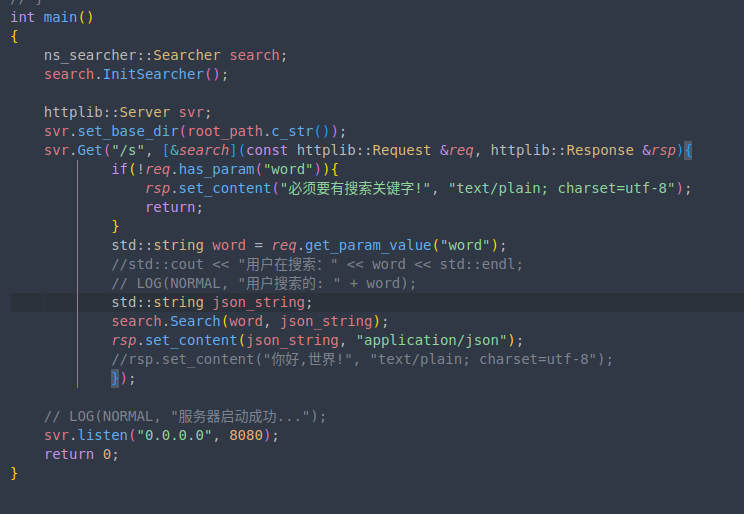 int main()
{
    ns_searcher::Searcher search;
    search.InitSearcher();
    httplib::Server svr;
    svr.set_base_dir(root_path.c_str());
    svr.Get("/s", [&search](const httplib::Request &req, httplib::Response &rsp){
            if(!req.has_param("word")){
                rsp.set_content("必须要有搜索关键字!", "text/plain; charset=utf-8");
                return;
            }
            std::string word = req.get_param_value("word");
            //std::cout << "用户在搜索：" << word << std::endl;
            // LOG(NORMAL, "用户搜索的: " + word);
            std::string json_string;
            search.Search(word, json_string);
            rsp.set_content(json_string, "application/json");
            //rsp.set_content("你好,世界!", "text/plain; charset=utf-8");
            });
    // LOG(NORMAL, "服务器启动成功...");
    svr.listen("0.0.0.0", 8080);
    return 0;
}